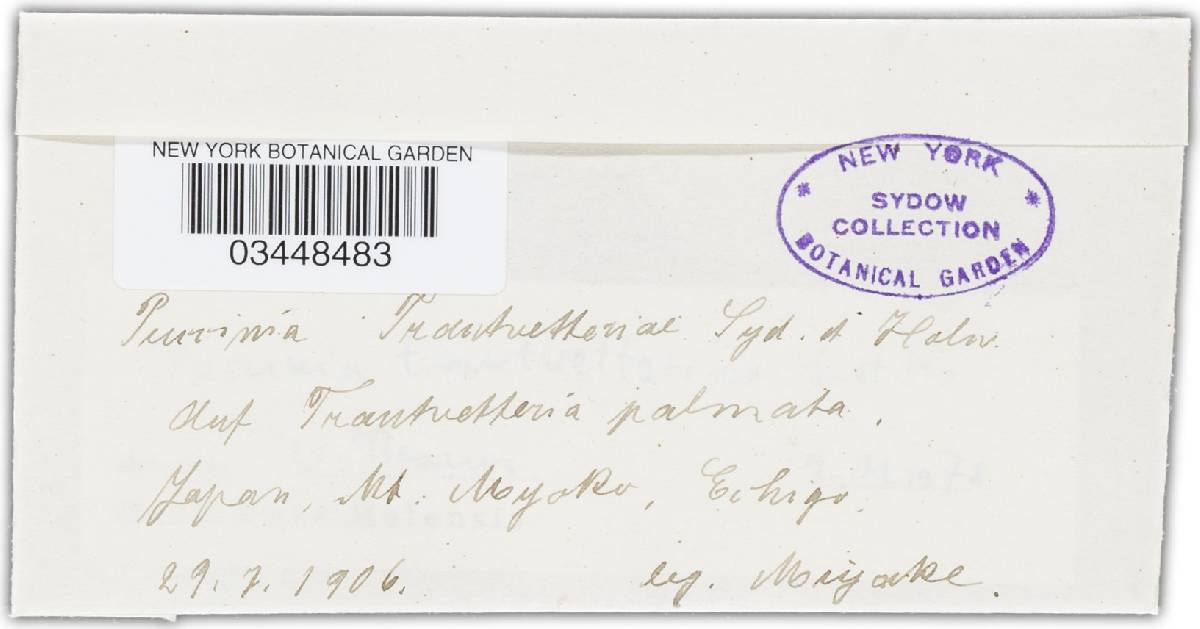 NEW YORK BOTANICAL GARDEN
03448483
* NEW YORK *
SYDOW
COLLECTION
BOTANICAL GARDEN
Puccinia Trautvetteriae Syd. et Holw.
auf Trautvetteria palmata.
Japan, Mt. Myoko, Echigo.
29.7.1906. leg. Miyake.